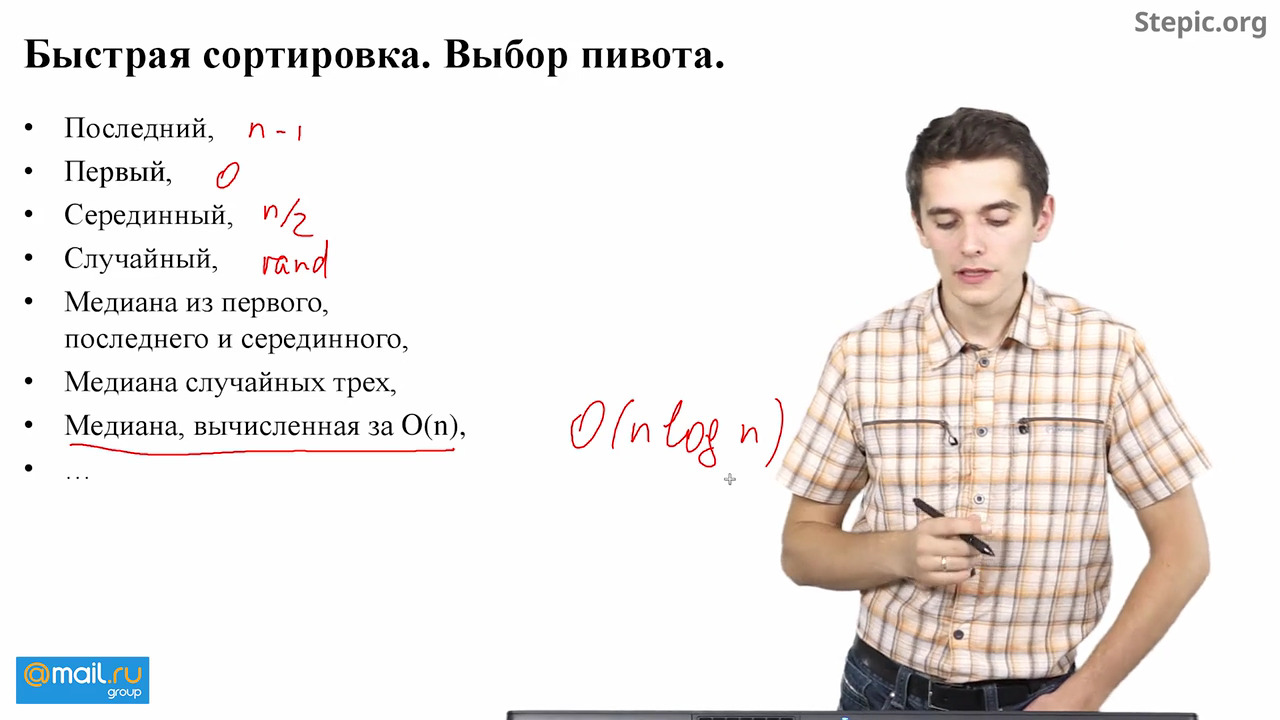 Stepic.org
Быстрая сортировка. Выбор пивота.
• Последний, n - 1
• Первый, 0
• Серединный, n/2
• Случайный, rand
• Медиана из первого,
последнего и серединного,
• Медиана случайных трех,
• Медиана, вычисленная за O(n), O(n log n)
• …
@mail.ru
group